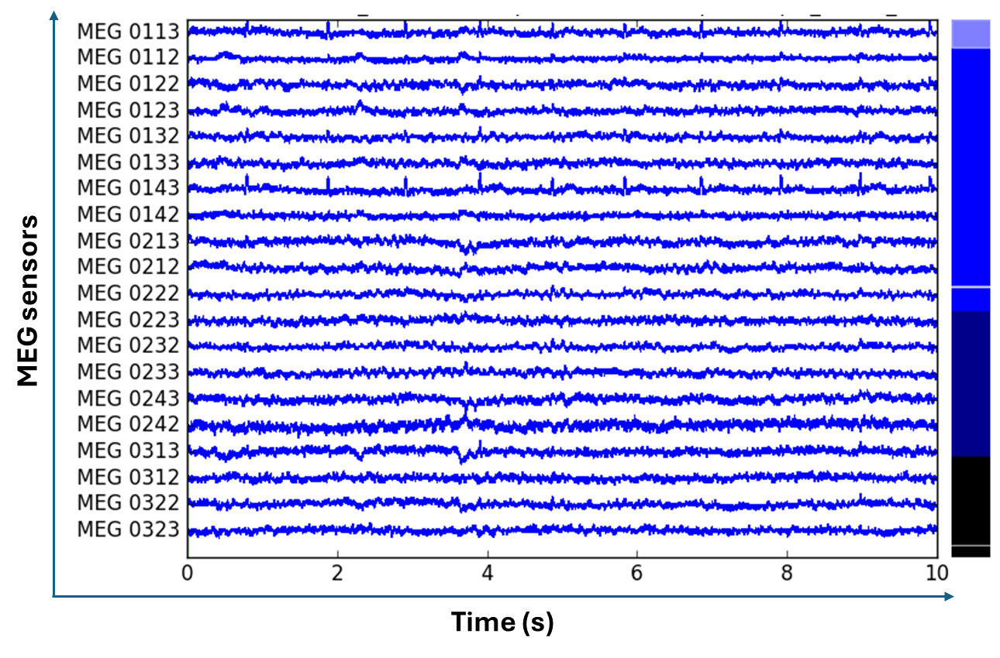 MEG 0113
MEG 0112
MEG 0122
MEG 0123
MEG 0132
MEG 0133
MEG 0143
MEG 0142
MEG 0213
MEG 0212
MEG 0222
MEG 0223
MEG 0232
MEG 0233
MEG 0243
MEG 0242
MEG 0313
MEG 0312
MEG 0322
MEG 0323
MEG sensors
0 2 4 6 8 10
Time (s)